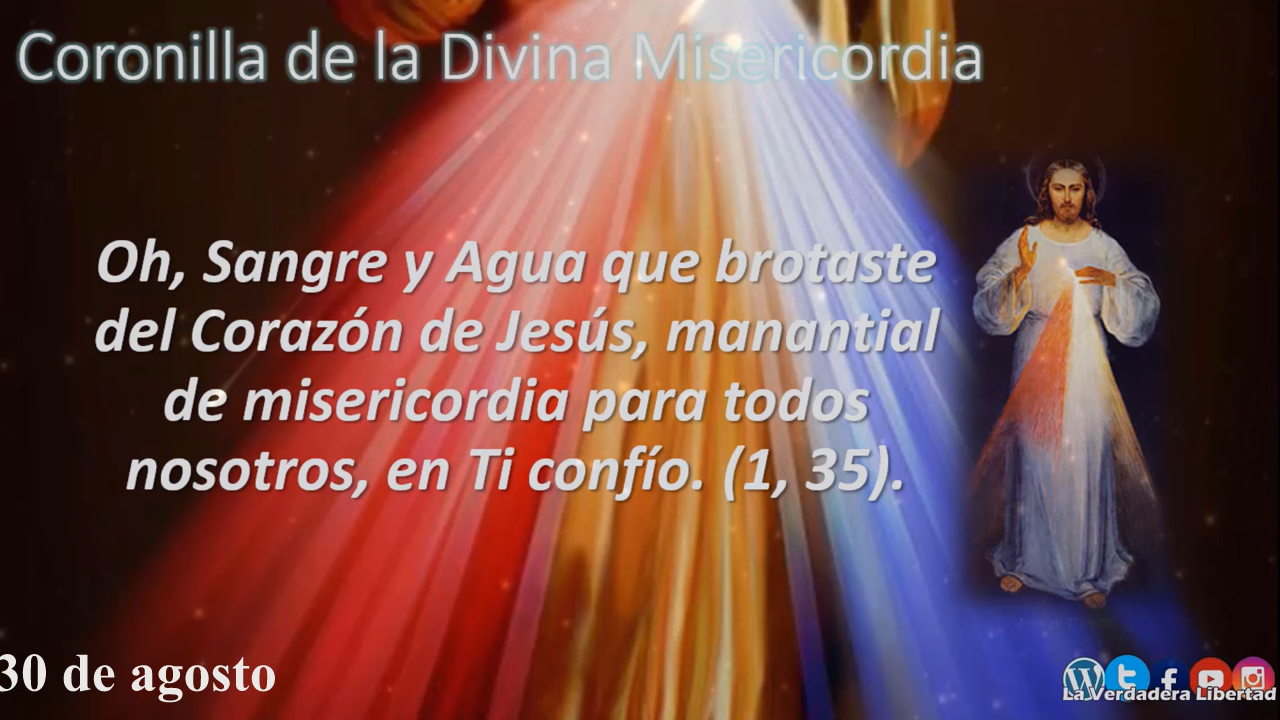 Coronilla de la Divina Misericordia
Oh, Sangre y Agua que brotaste
del Corazón de Jesús, manantial
de misericordia para todos
nosotros, en Ti confío. (1, 35).
30 de agosto
La Verdadera Libertad